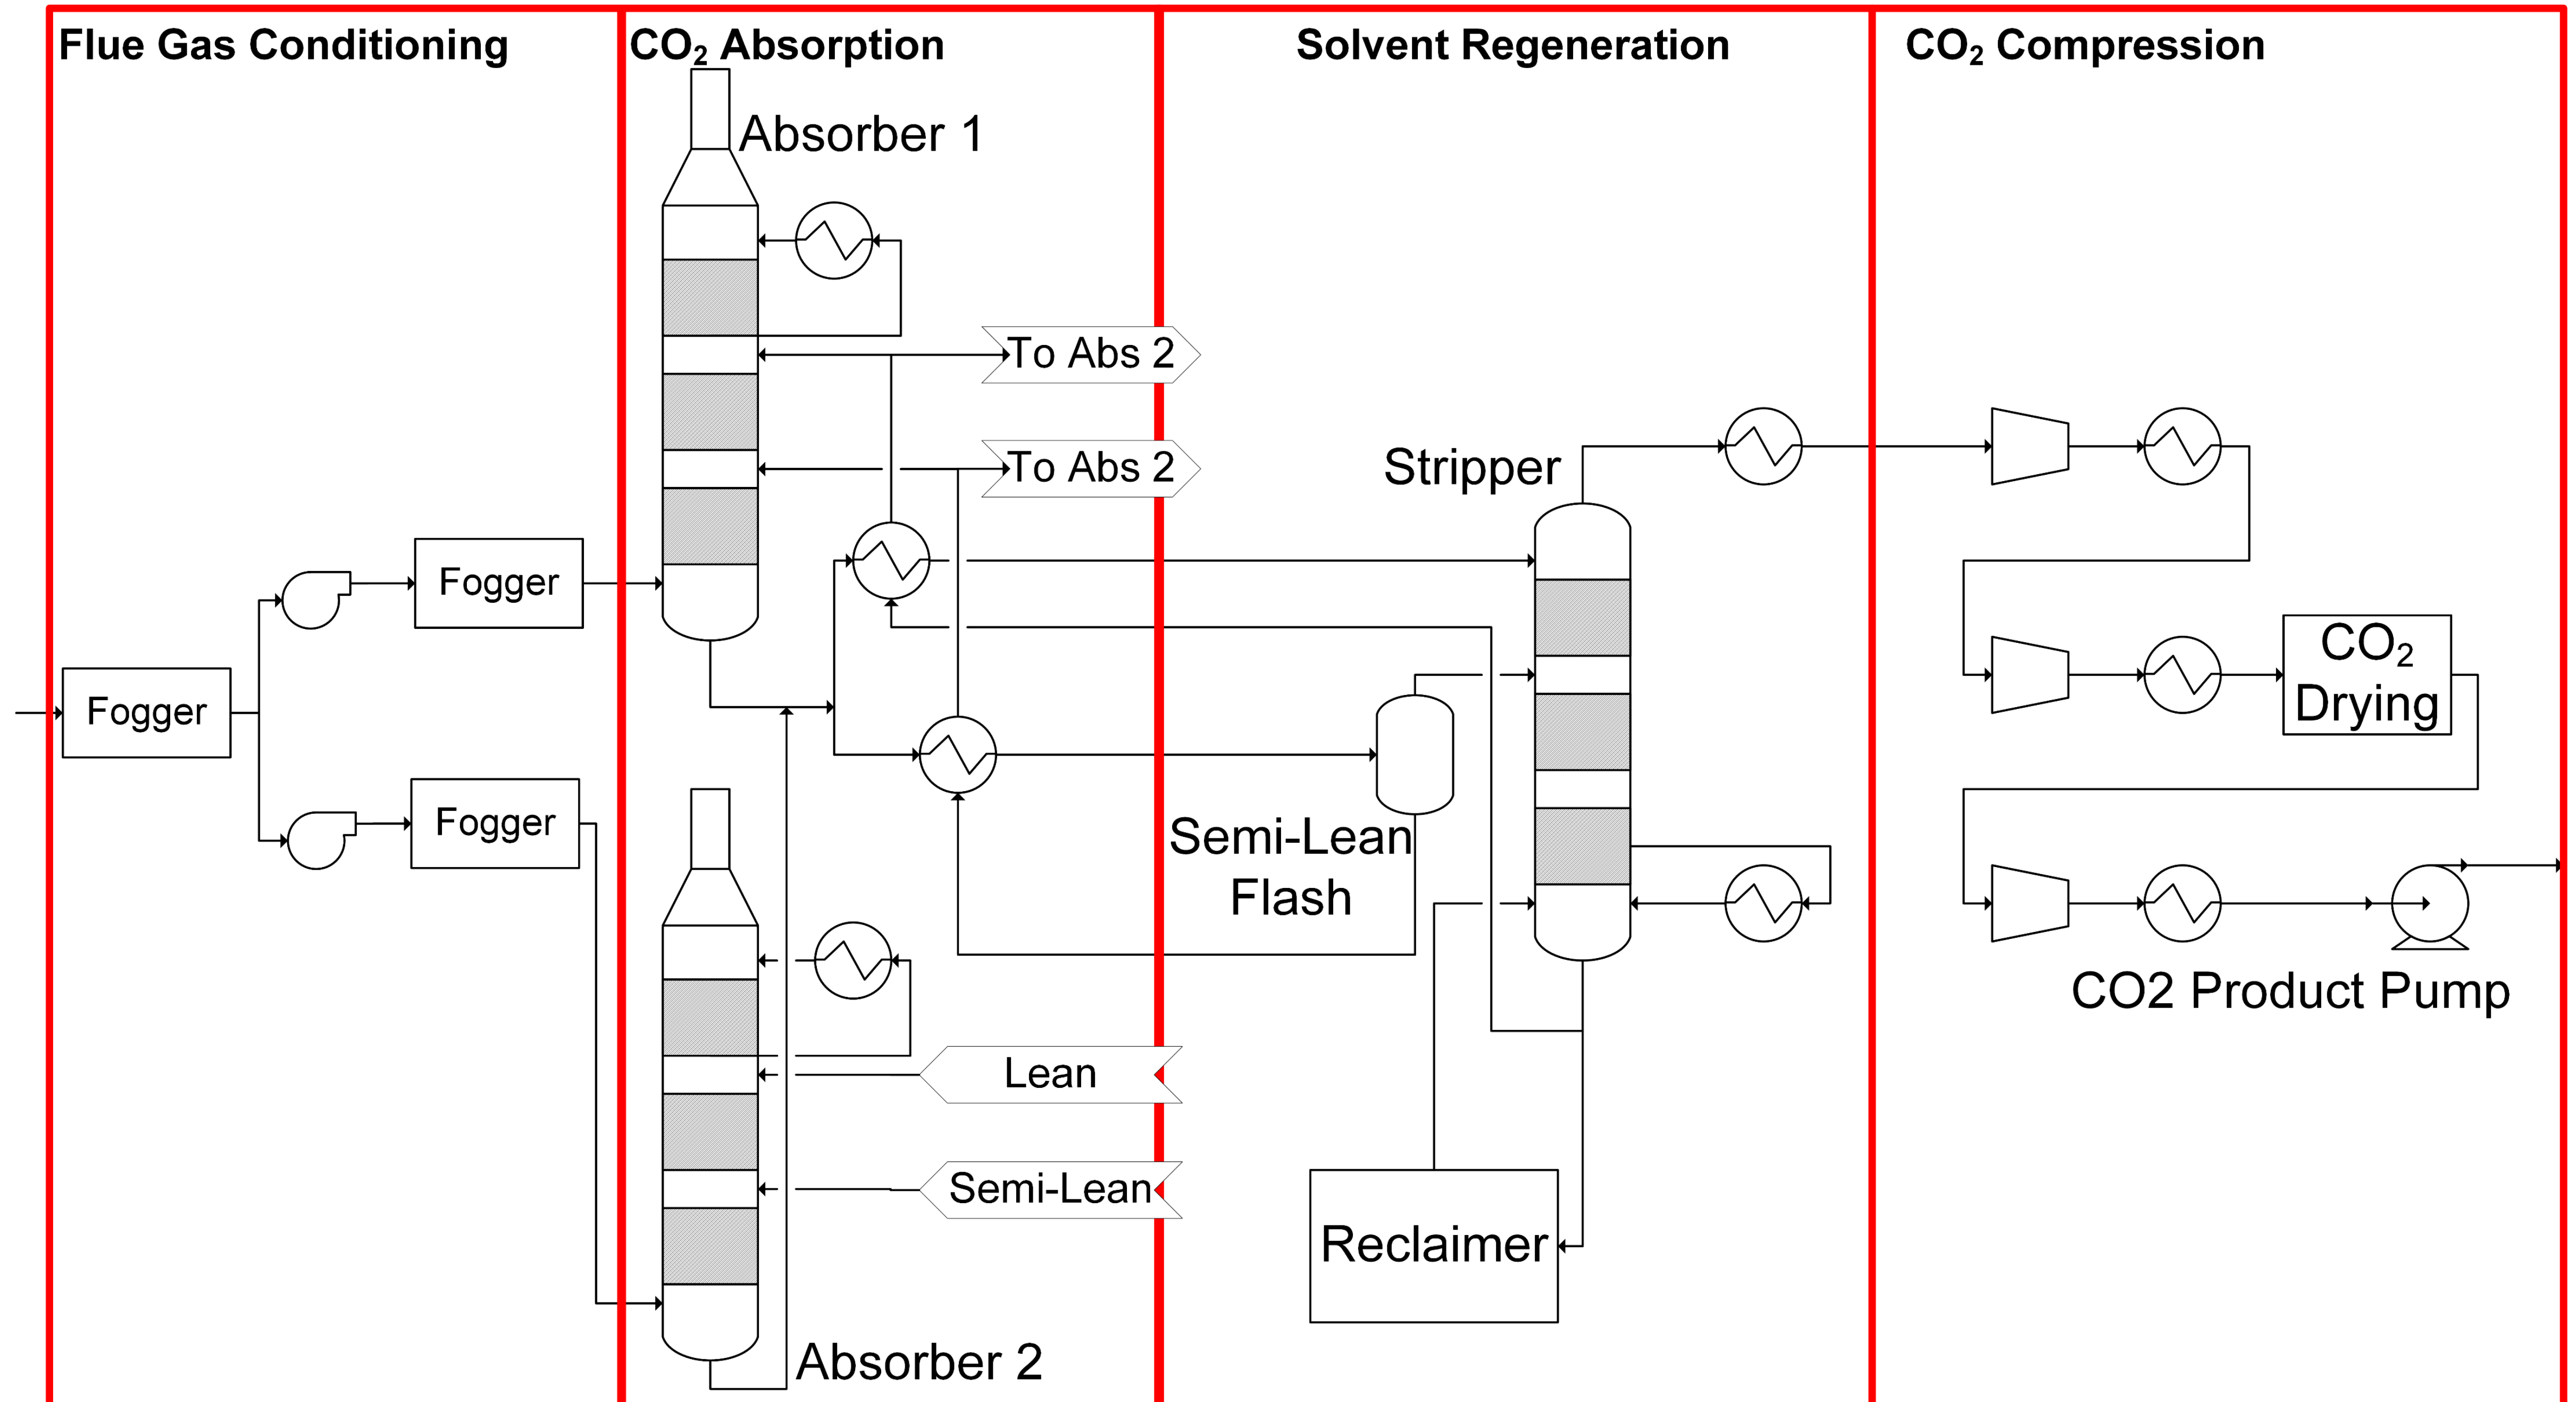 Flue Gas Conditioning
CO₂ Absorption
Solvent Regeneration
CO₂ Compression
Absorber 1
To Abs 2
To Abs 2
Stripper
Fogger
Fogger
Fogger
CO₂
Drying
Semi-Lean
Flash
CO2 Product Pump
Lean
Semi-Lean
Reclaimer
Absorber 2